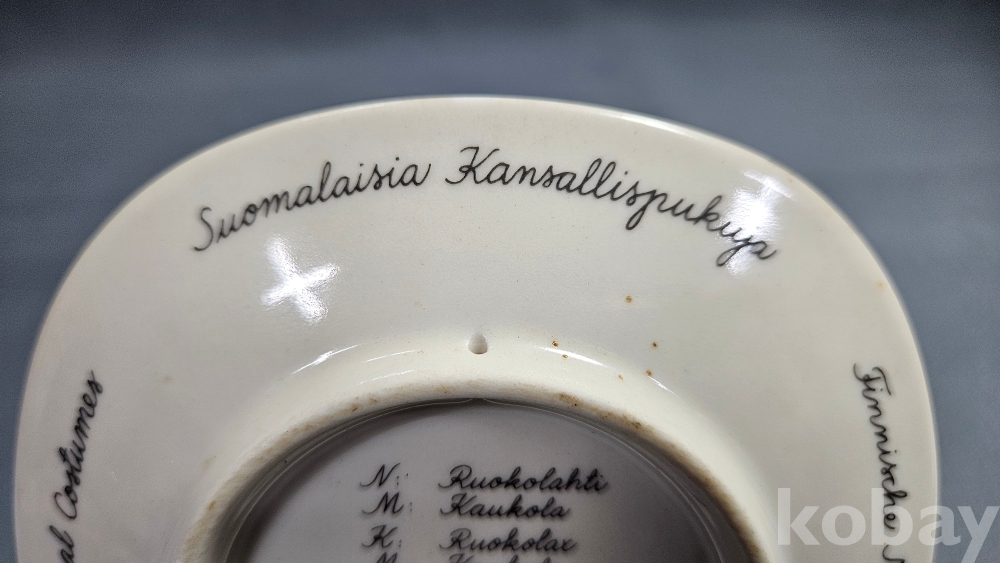 Suomalaisia Kansallispukuja
al Costumes
Finnische
N: Ruokolahti
M: Kaukola
K: Ruokolax
kobay